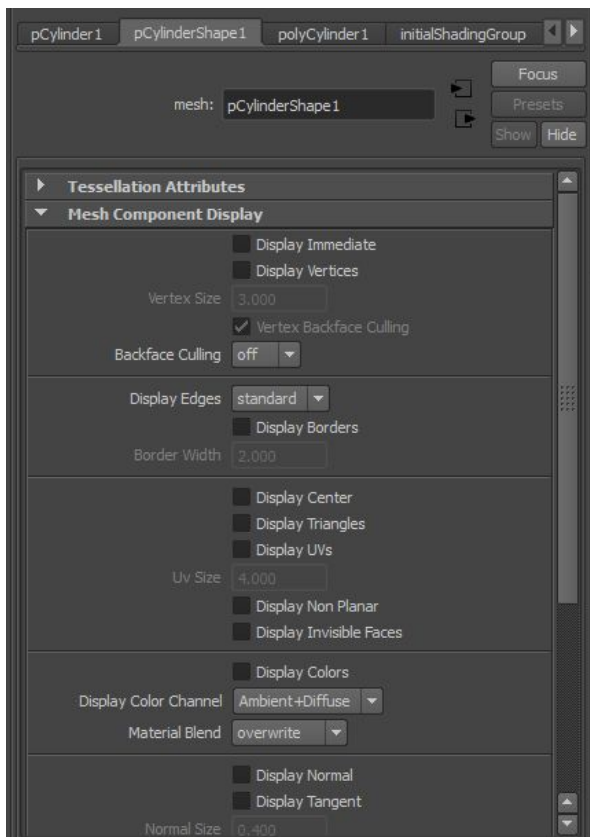 pCylinder1 pCylinderShape1 polyCylinder1 initialShadingGroup
Focus
mesh: pCylinderShape1
Presets
Show Hide
Tessellation Attributes
Mesh Component Display
Display Immediate
Display Vertices
Vertex Size 3.000
Vertex Backface Culling
Backface Culling off
Display Edges standard
Display Borders
Border Width 2.000
Display Center
Display Triangles
Display UVs
Uv Size 4.000
Display Non Planar
Display Invisible Faces
Display Colors
Display Color Channel Ambient+Diffuse
Material Blend overwrite
Display Normal
Display Tangent
Normal Size 0.400